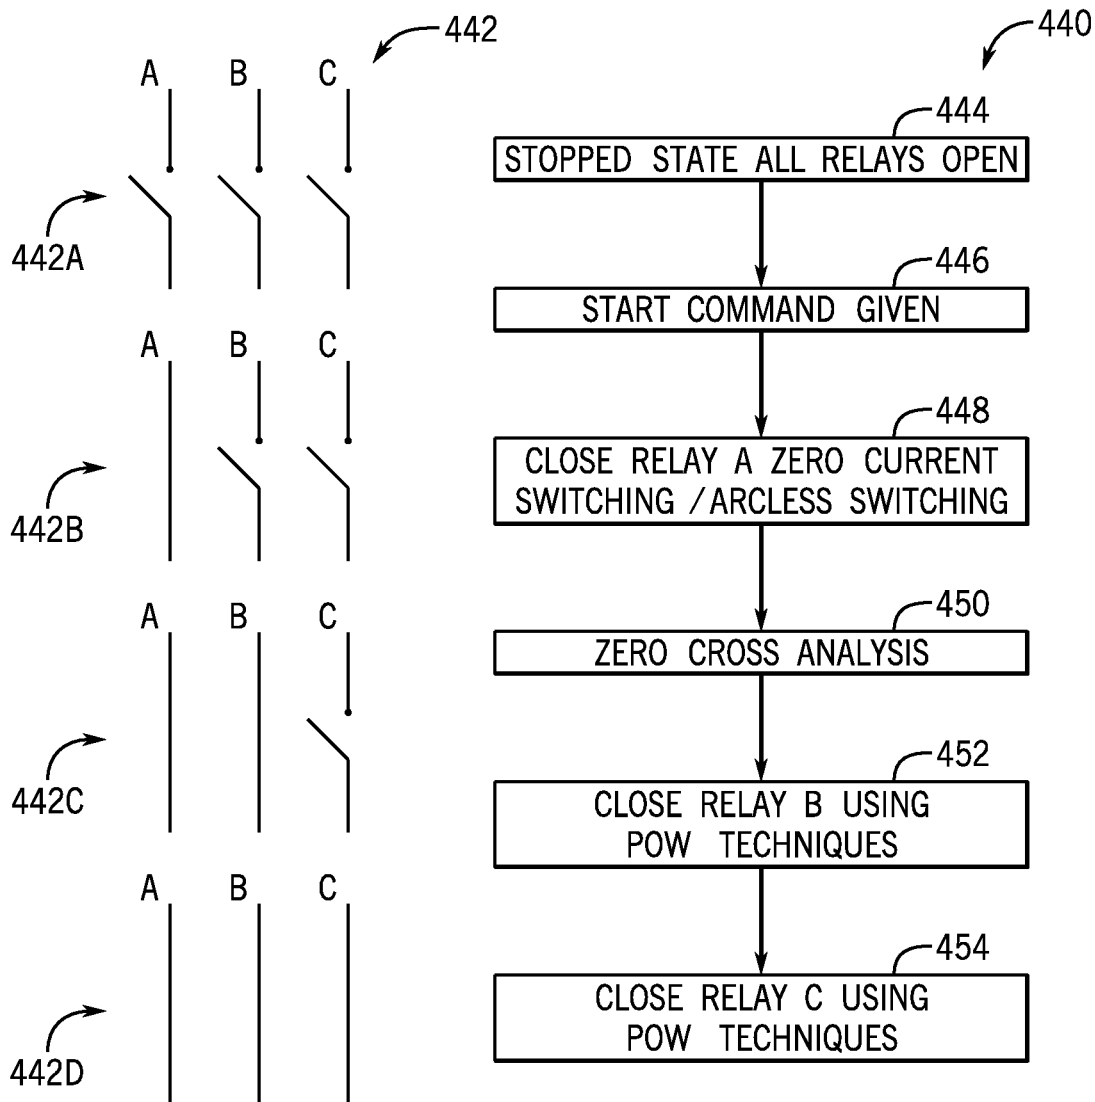 442
A B C
442A
A B C
442B
A B C
442C
A B C
442D
440
444
STOPPED STATE ALL RELAYS OPEN
446
START COMMAND GIVEN
448
CLOSE RELAY A ZERO CURRENT
SWITCHING /ARCLESS SWITCHING
450
ZERO CROSS ANALYSIS
452
CLOSE RELAY B USING
POW TECHNIQUES
454
CLOSE RELAY C USING
POW TECHNIQUES